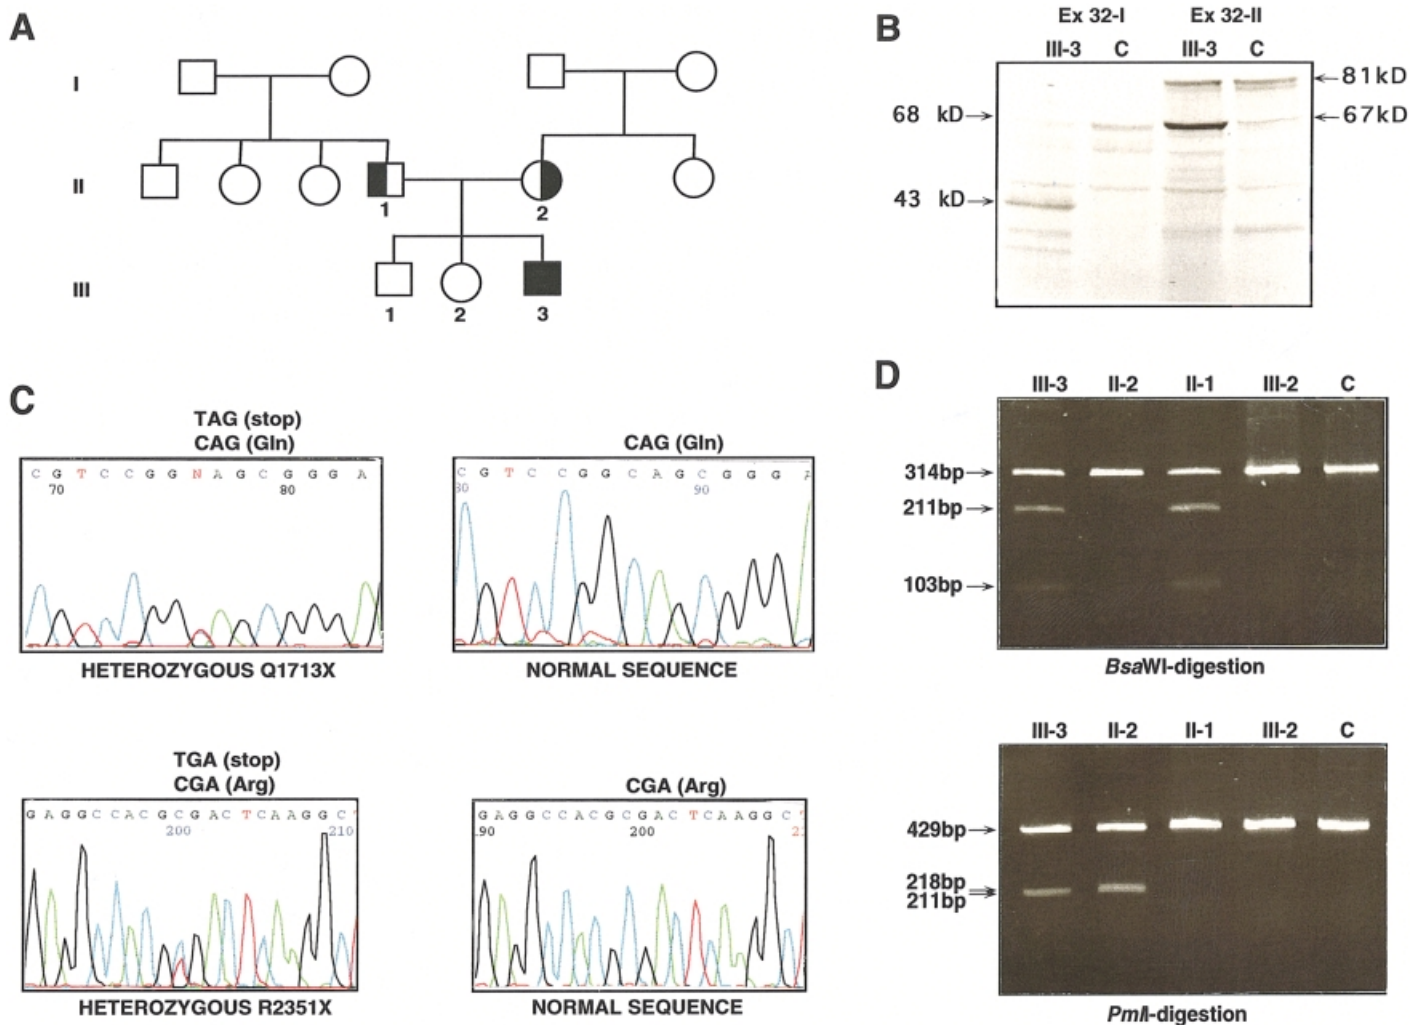 A
I
II
1
2
III
1
2
3
B
Ex 32-I
Ex 32-II
III-3
C
III-3
C
68 kD
43 kD
81kD
67kD
C
TAG (stop)
CAG (Gln)
C G T C C G G N A G C G G G A
70
80
HETEROZYGOUS Q1713X
CAG (Gln)
C G T C C G G C A G C G G G A
80
90
NORMAL SEQUENCE
TGA (stop)
CGA (Arg)
G A G G C C A C G C G A C T C A A G G C T
200
210
HETEROZYGOUS R2351X
CGA (Arg)
G A G G C C A C G C G A C T C A A G G C T
90
200
NORMAL SEQUENCE
D
III-3
II-2
II-1
III-2
C
314bp
211bp
103bp
BsaWI-digestion
III-3
II-2
II-1
III-2
C
429bp
218bp
211bp
PmlI-digestion